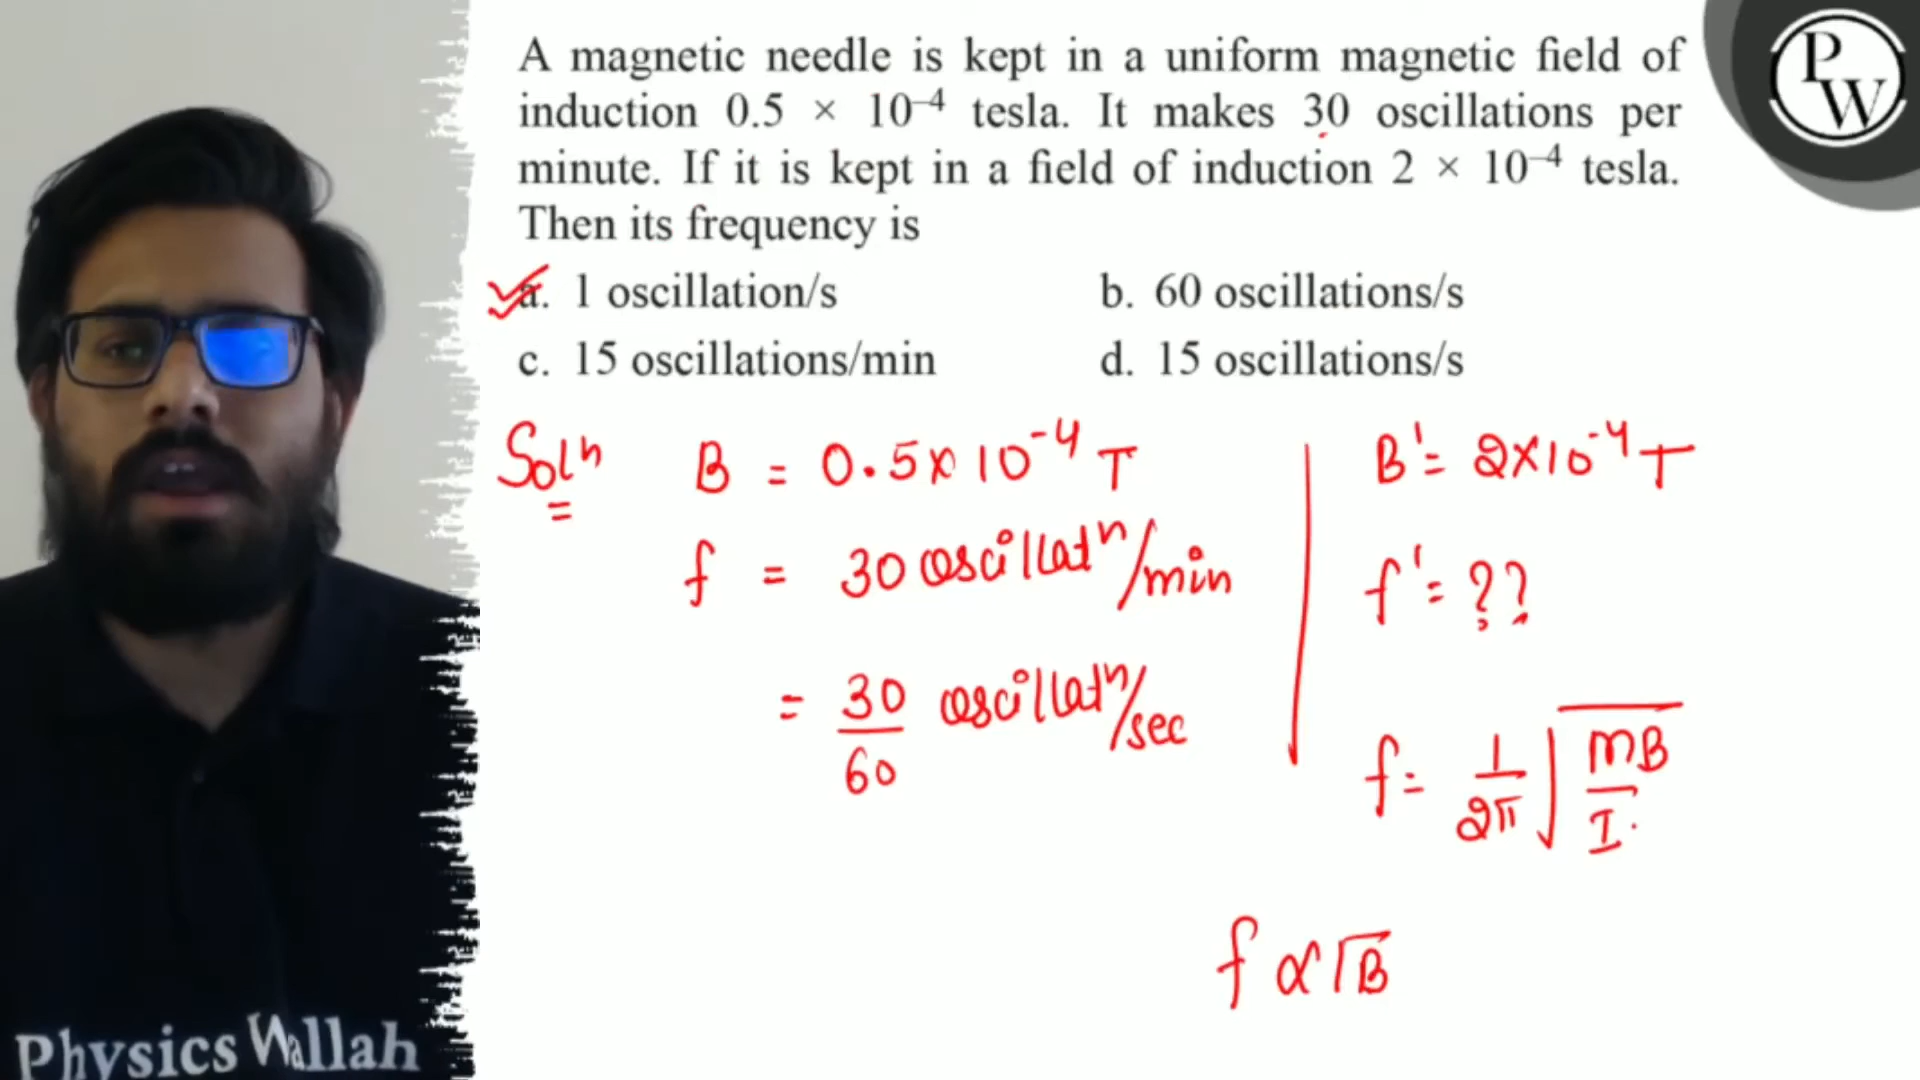 A magnetic needle is kept in a uniform magnetic field of
induction 0.5 × 10⁻⁴ tesla. It makes 30 oscillations per
minute. If it is kept in a field of induction 2 × 10⁻⁴ tesla.
Then its frequency is
a. 1 oscillation/s
b. 60 oscillations/s
c. 15 oscillations/min
d. 15 oscillations/s
Solⁿ
B = 0.5×10⁻⁴ T
f = 30 oscillatⁿ/min
= 30/60 oscillatⁿ/sec
B' = 2×10⁻⁴ T
f' = ??
f = 1/2π √MB/I
f ∝ √B
PW
Physics Wallah